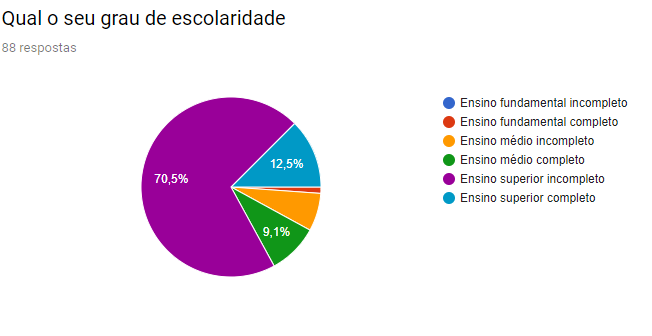 Qual o seu grau de escolaridade
88 respostas
Ensino fundamental incompleto
Ensino fundamental completo
Ensino médio incompleto
Ensino médio completo
Ensino superior incompleto
Ensino superior completo
12,5%
70,5%
9,1%